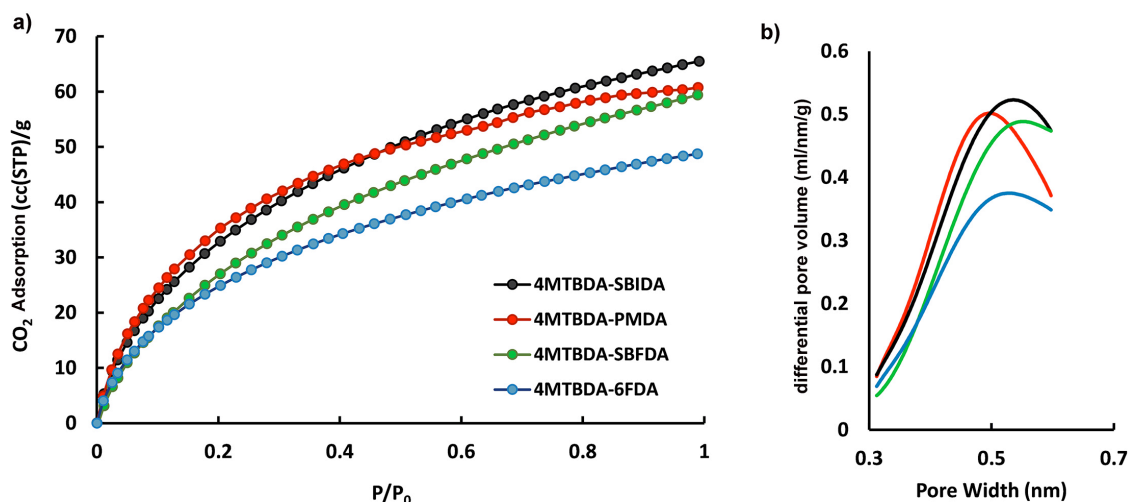 a)
CO₂ Adsorption (cc(STP)/g
70
60
50
40
30
20
10
0
0
0.2
0.4
0.6
0.8
1
P/P₀
4MTBDA-SBIDA
4MTBDA-PMDA
4MTBDA-SBFDA
4MTBDA-6FDA
b)
differential pore volume (ml/nm/g)
0.6
0.5
0.4
0.3
0.2
0.1
0
0.3
0.5
0.7
Pore Width (nm)